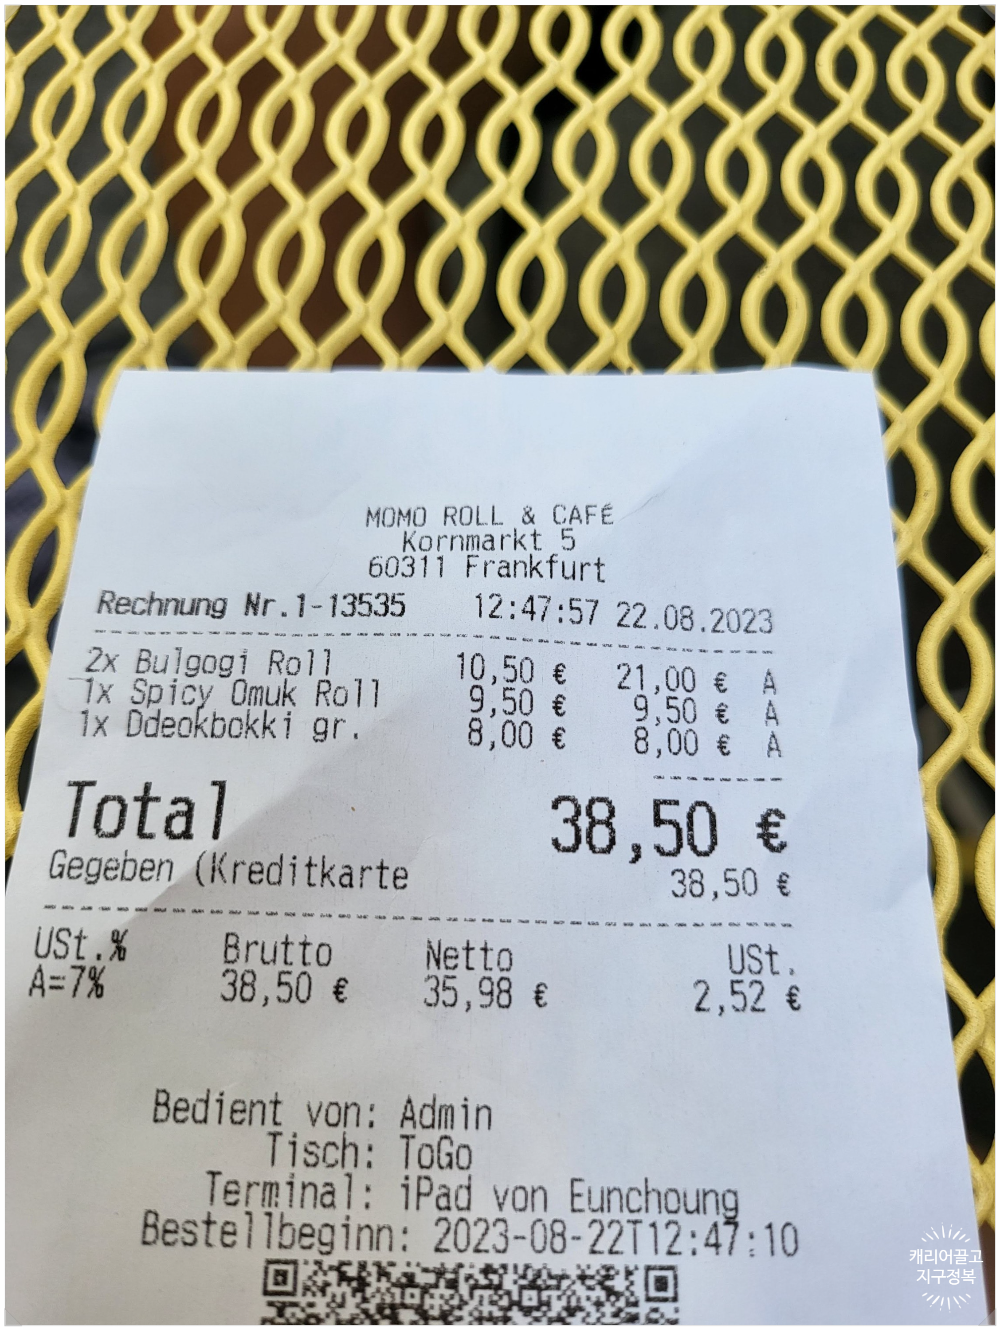 MOMO ROLL & CAFÉ
Kornmarkt 5
60311 Frankfurt
Rechnung Nr.1-13535 12:47:57 22.08.2023
2x Bulgogi Roll 10,50 € 21,00 € A
1x Spicy Omuk Roll 9,50 € 9,50 € A
1x Ddeokbokki gr. 8,00 € 8,00 € A
Total 38,50 €
Gegeben (Kreditkarte 38,50 €
USt.% Brutto Netto USt.
A=7% 38,50 € 35,98 € 2,52 €
Bedient von: Admin
Tisch: ToGo
Terminal: iPad von Eunchoung
Bestellbeginn: 2023-08-22T12:47:10
캐리어끌고
지구정복